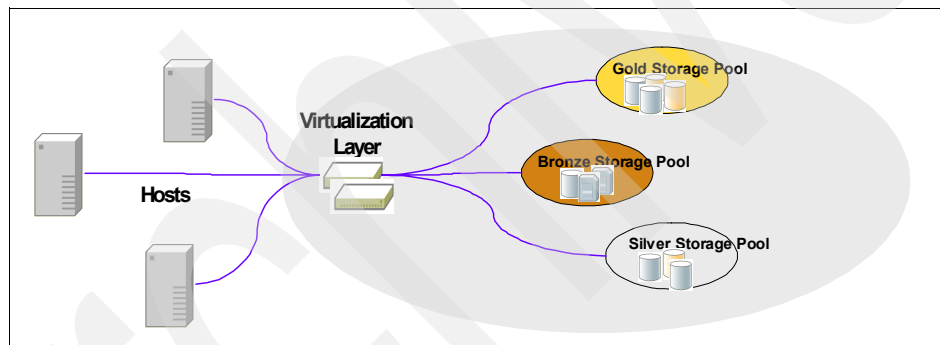 Gold Storage Pool
Virtualization
Layer
Bronze Storage Pool
Hosts
Silver Storage Pool